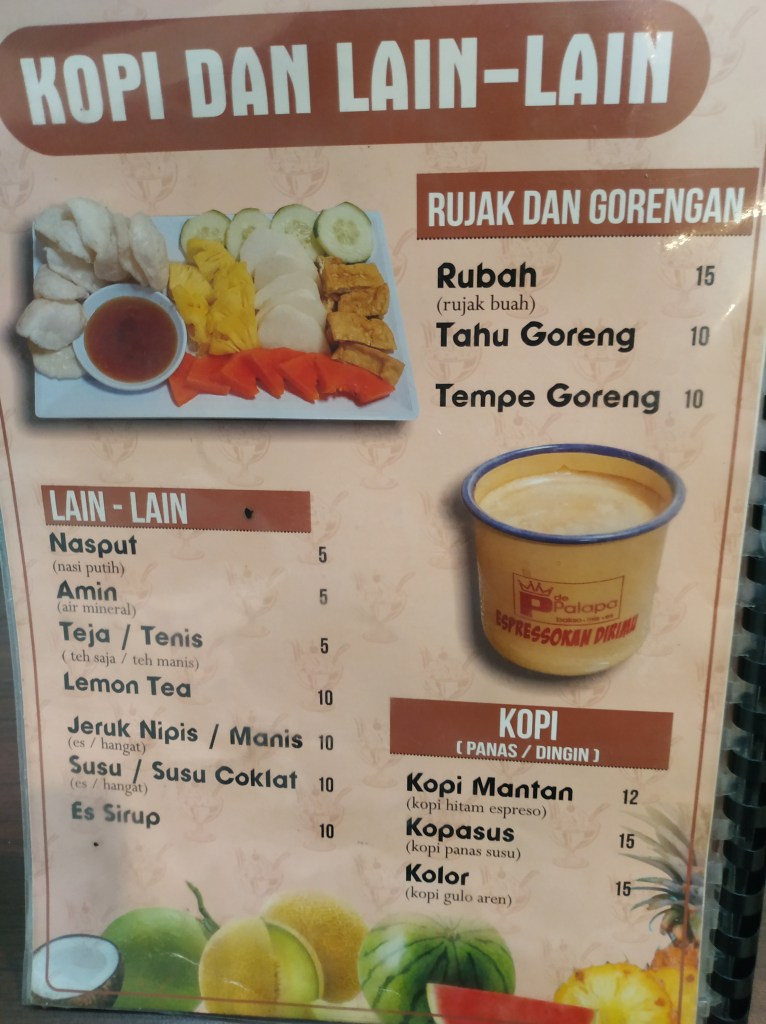 KOPI DAN LAIN-LAIN
RUJAK DAN GORENGAN
Rubah 15
(rujak buah)
Tahu Goreng 10
Tempe Goreng 10
LAIN - LAIN
Nasput 5
(nasi putih)
Amin 5
(air mineral)
Teja / Tenis 5
( teh saja / teh manis)
Lemon Tea 10
Jeruk Nipis / Manis 10
(es / hangat)
Susu / Susu Coklat 10
(es / hangat)
Es Sirup 10
de
Palapa
ESPRESSOKAN DIRIMU
KOPI
( PANAS / DINGIN )
Kopi Mantan 12
(kopi hitam espreso)
Kopasus 15
(kopi panas susu)
Kolor 15
(kopi gulo aren)